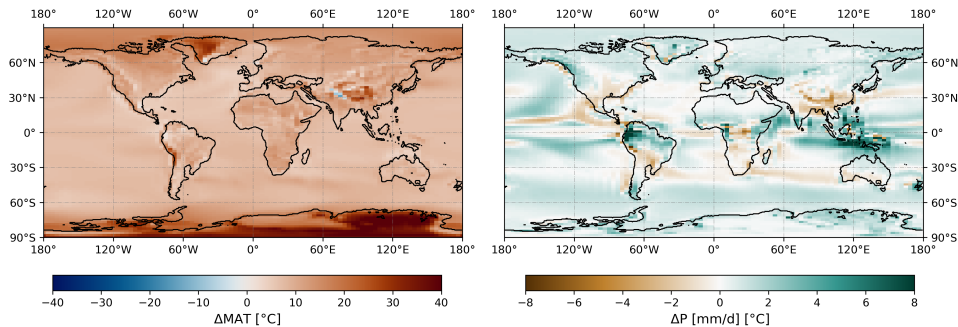 180° 120°W 60°W 0° 60°E 120°E 180° 180° 120°W 60°W 0° 60°E 120°E 180°
60°N 60°N
30°N 30°N
0° 0°
30°S 30°S
60°S 60°S
90°S 90°S
180° 120°W 60°W 0° 60°E 120°E 180° 180° 120°W 60°W 0° 60°E 120°E 180°
−40 −30 −20 −10 0 10 20 30 40 −8 −6 −4 −2 0 2 4 6 8
ΔMAT [°C] ΔP [mm/d] [°C]